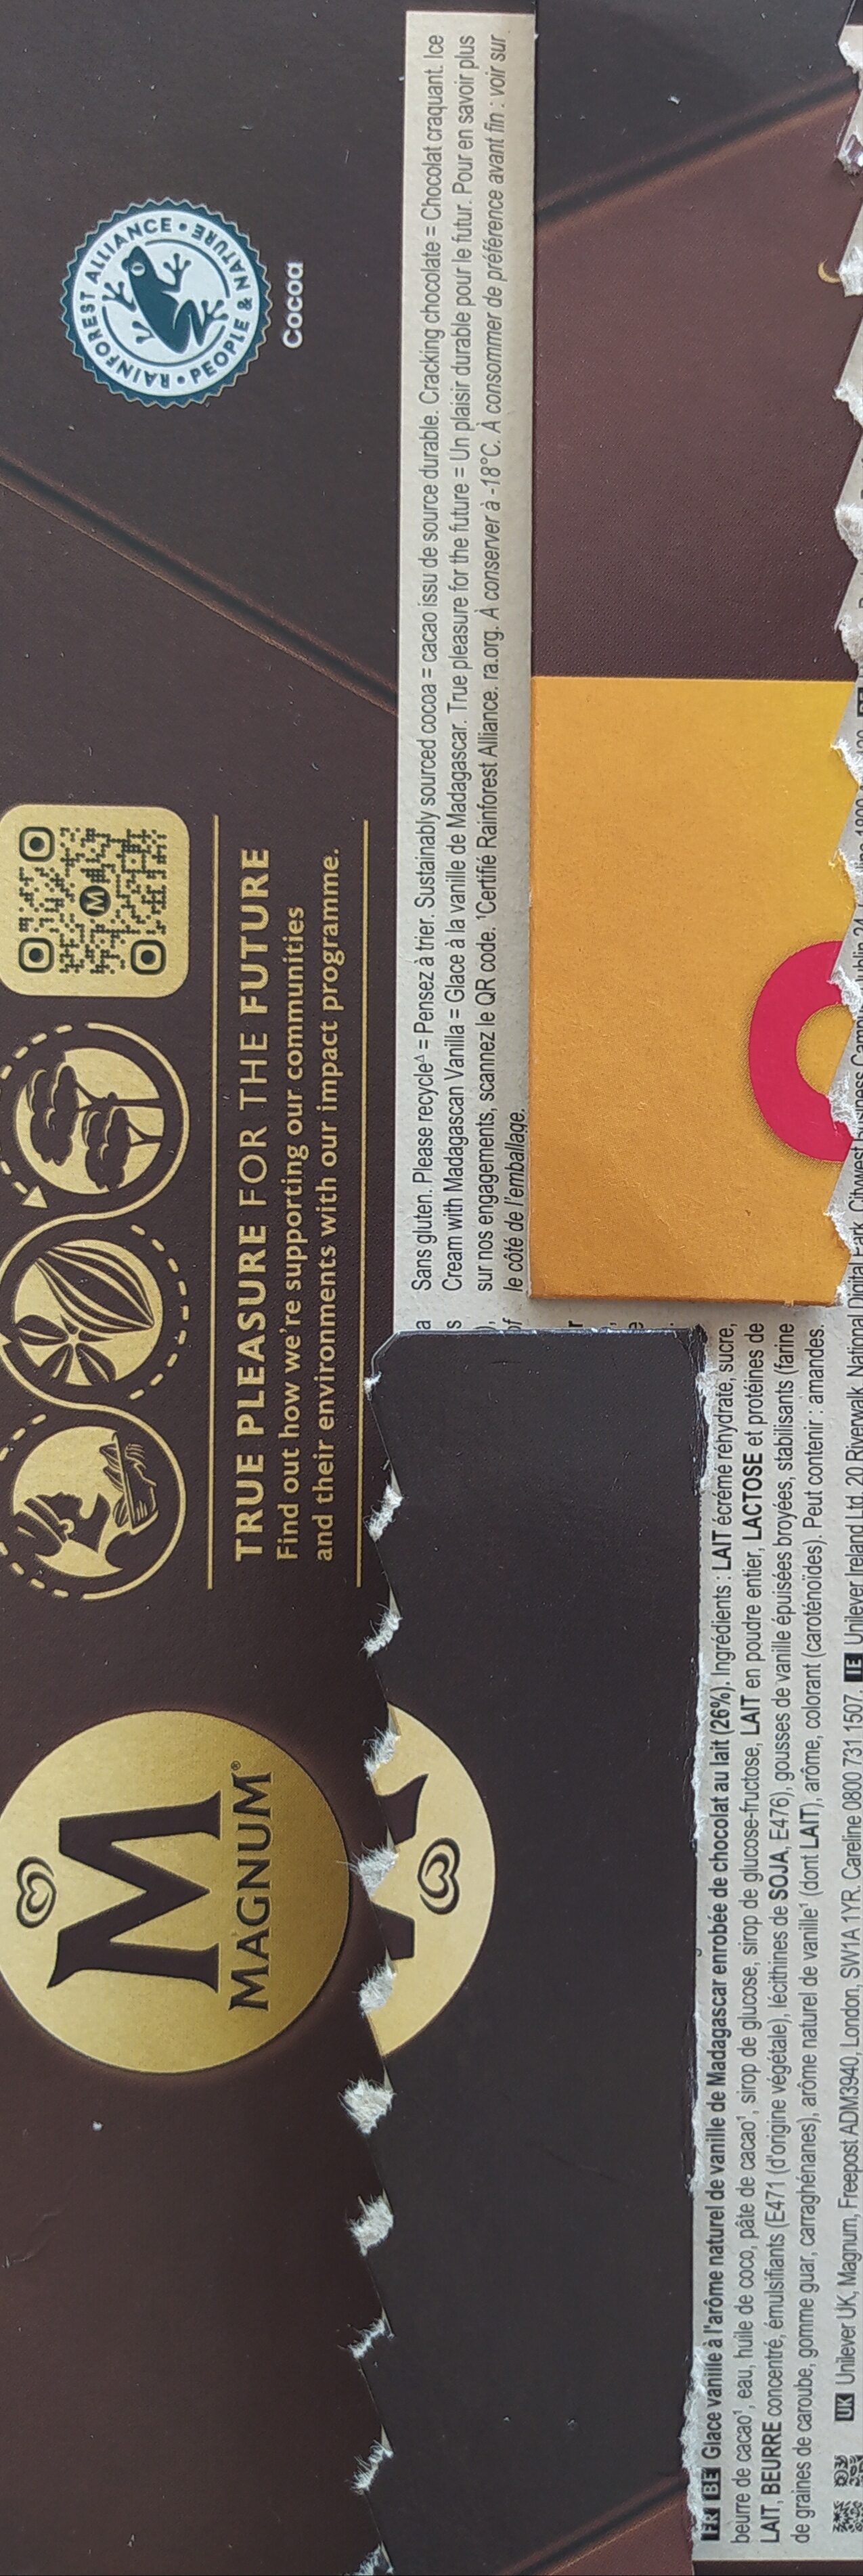 RAINFOREST ALLIANCE • PEOPLE & NATURE •
Cocoa
M
TRUE PLEASURE FOR THE FUTURE
Find out how we're supporting our communities
and their environments with our impact programme.
M
MAGNUM®
a
s
),
of
r
e
Sans gluten. Please recycleᐃ = Pensez à trier. Sustainably sourced cocoa = cacao issu de source durable. Cracking chocolate = Chocolat craquant. Ice
Cream with Madagascan Vanilla = Glace à la vanille de Madagascar. True pleasure for the future = Un plaisir durable pour le futur. Pour en savoir plus
sur nos engagements, scannez le QR code. ¹Certifié Rainforest Alliance. ra.org. À conserver à -18°C. À consommer de préférence avant fin : voir sur
le côté de l'emballage.
FR BE Glace vanille à l'arôme naturel de vanille de Madagascar enrobée de chocolat au lait (26%). Ingrédients : LAIT écrémé réhydraté, sucre,
beurre de cacao¹, eau, huile de coco, pâte de cacao¹, sirop de glucose, sirop de glucose-fructose, LAIT en poudre entier, LACTOSE et protéines de
LAIT, BEURRE concentré, émulsifiants (E471 (d'origine végétale), lécithines de SOJA, E476), gousses de vanille épuisées broyées, stabilisants (farine
de graines de caroube, gomme guar, carraghénanes), arôme naturel de vanille¹ (dont LAIT), arôme, colorant (caroténoïdes). Peut contenir : amandes.
UK Unilever UK, Magnum, Freepost ADM3940, London, SW1A 1YR. Careline 0800 731 1507. IE Unilever Ireland Ltd, 20 Riverwalk, National Digital Park, Citywest Business